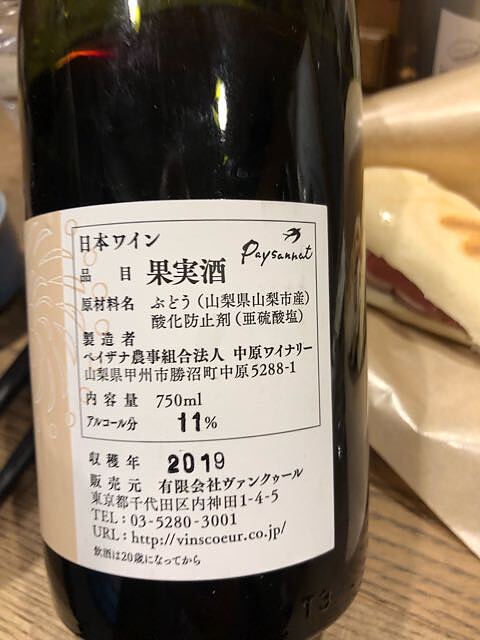 日本ワイン
Paysannat
品目 果実酒
原材料名 ぶどう(山梨県山梨市産)
酸化防止剤(亜硫酸塩)
製造者
ペイザナ農事組合法人 中原ワイナリー
山梨県甲州市勝沼町中原5288-1
内容量 750ml
アルコール分 11%
収穫年 2019
販売元 有限会社ヴァンクゥール
東京都千代田区内神田1-4-5
TEL:03-5280-3001
URL:http://vinscoeur.co.jp/
飲酒は20歳になってから
T3